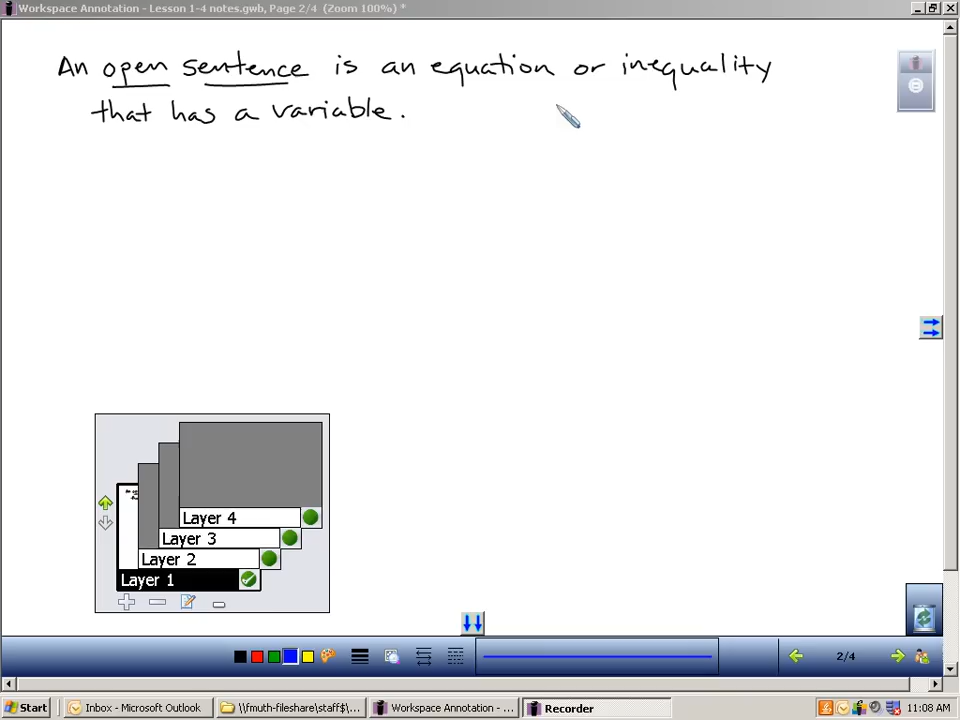 Workspace Annotation - Lesson 1-4 notes.gwb, Page 2/4 (Zoom 100%) *
An open sentence is an equation or inequality
that has a variable.
Layer 4
Layer 3
Layer 2
Layer 1
2/4
Start
Inbox - Microsoft Outlook
\\fmuth-fileshare\staff$\...
Workspace Annotation - ...
Recorder
11:08 AM